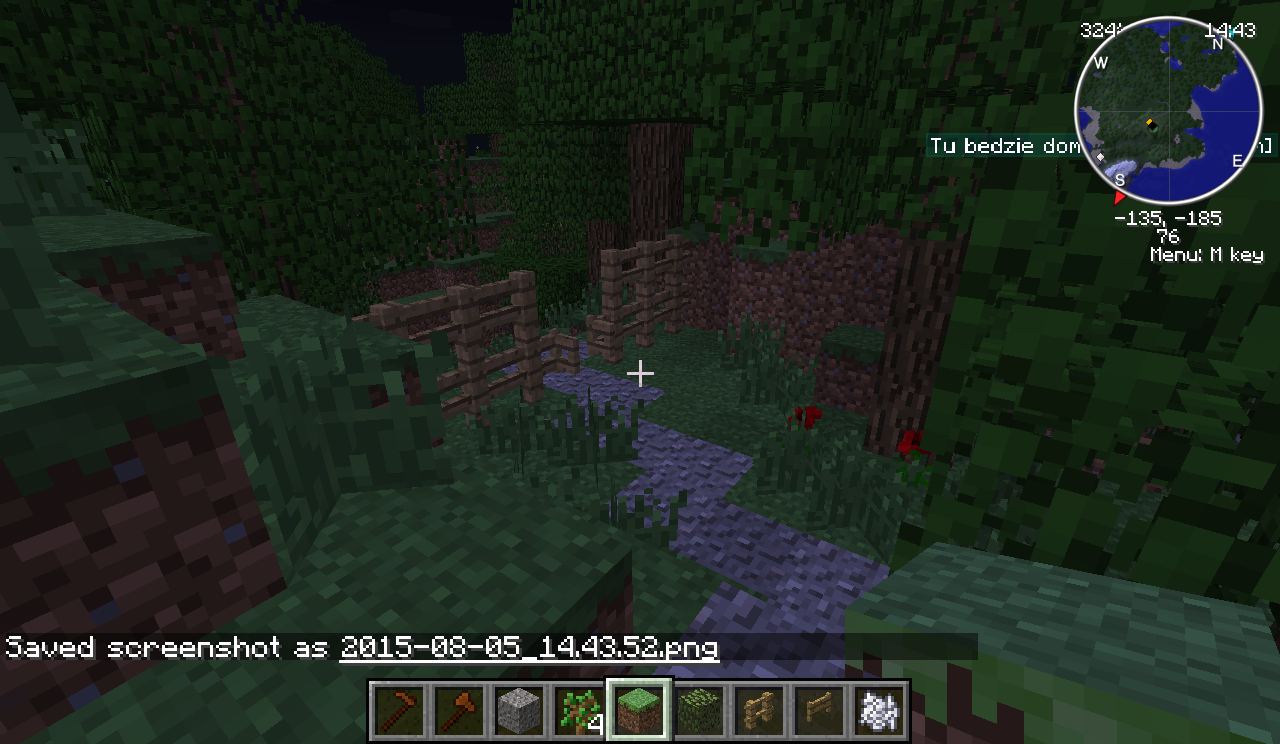 324° 14:43
N
W
Tu bedzie dom
E
S
-135, -185
76
Menu: M key
Saved screenshot as 2015-08-05_14.43.52.png
4